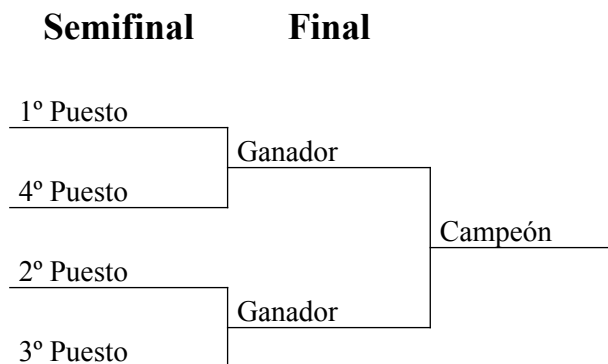 Semifinal Final
1º Puesto
Ganador
4º Puesto
Campeón
2º Puesto
Ganador
3º Puesto